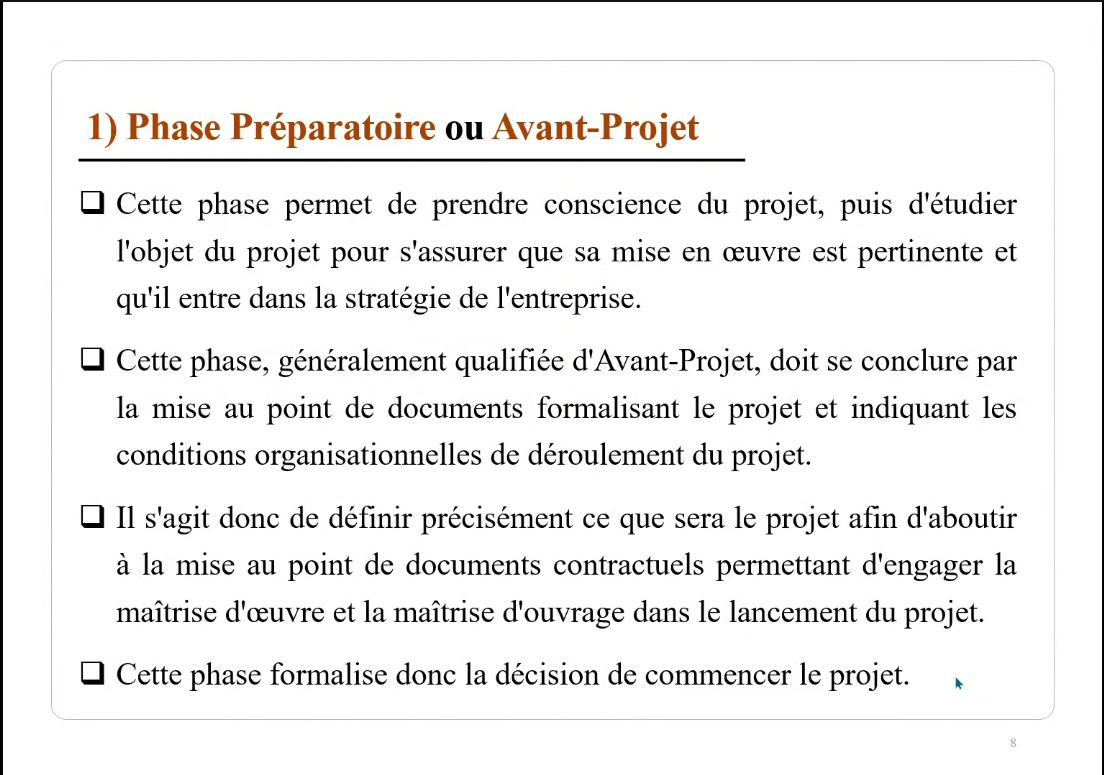 1) Phase Préparatoire ou Avant-Projet
❑ Cette phase permet de prendre conscience du projet, puis d'étudier
l'objet du projet pour s'assurer que sa mise en œuvre est pertinente et
qu'il entre dans la stratégie de l'entreprise.
❑ Cette phase, généralement qualifiée d'Avant-Projet, doit se conclure par
la mise au point de documents formalisant le projet et indiquant les
conditions organisationnelles de déroulement du projet.
❑ Il s'agit donc de définir précisément ce que sera le projet afin d'aboutir
à la mise au point de documents contractuels permettant d'engager la
maîtrise d'œuvre et la maîtrise d'ouvrage dans le lancement du projet.
❑ Cette phase formalise donc la décision de commencer le projet.
8